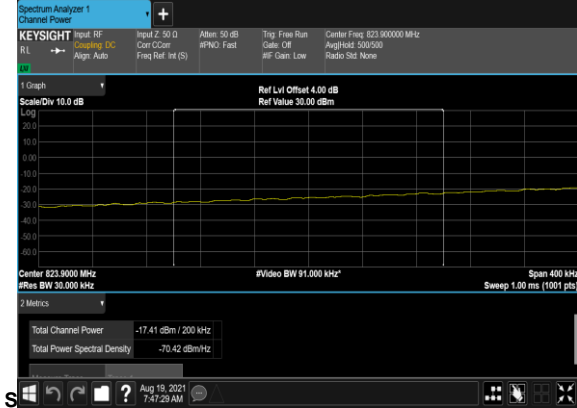 Spectrum Analyzer 1
Channel Power
+
KEYSIGHT Input: RF Input Z: 50 Ω Atten: 50 dB Trig: Free Run Center Freq: 823.900000 MHz
RL Coupling: DC Corr CCorr #PNO: Fast Gate: Off Avg|Hold: 500/500
Align: Auto Freq Ref: Int (S) #IF Gain: Low Radio Std: None
1 Graph Ref Lvl Offset 4.00 dB
Scale/Div 10.0 dB Ref Value 30.00 dBm
Log
20.0
10.0
0.00
-10.0
-20.0
-30.0
-40.0
-50.0
-60.0
Center 823.9000 MHz #Video BW 91.000 kHz* Span 400 kHz
#Res BW 30.000 kHz Sweep 1.00 ms (1001 pts)
2 Metrics
Total Channel Power -17.41 dBm / 200 kHz
Total Power Spectral Density -70.42 dBm/Hz
S
? Aug 19, 2021
7:47:29 AM